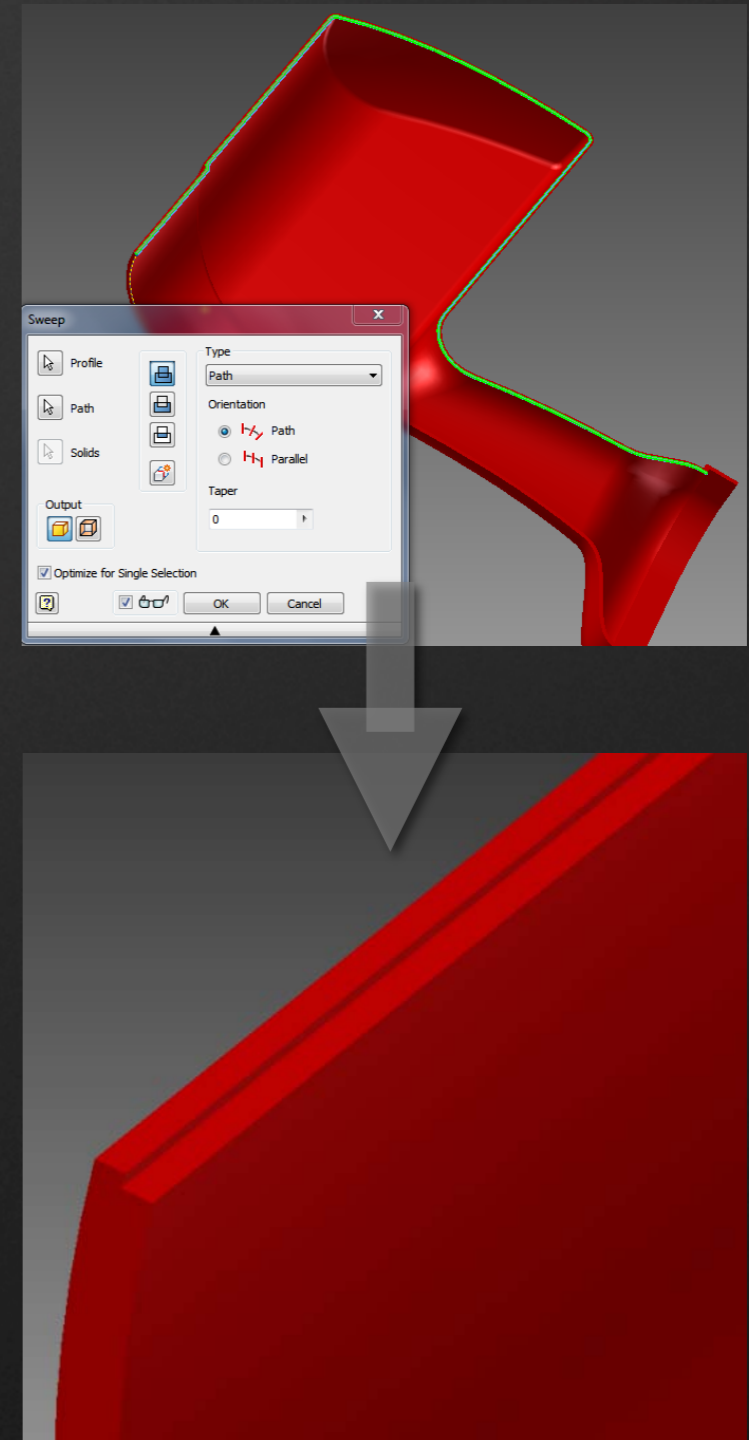 Sweep
X
Profile
Path
Solids
Output
Type
Path
Orientation
Path
Parallel
Taper
0
Optimize for Single Selection
?
OK
Cancel